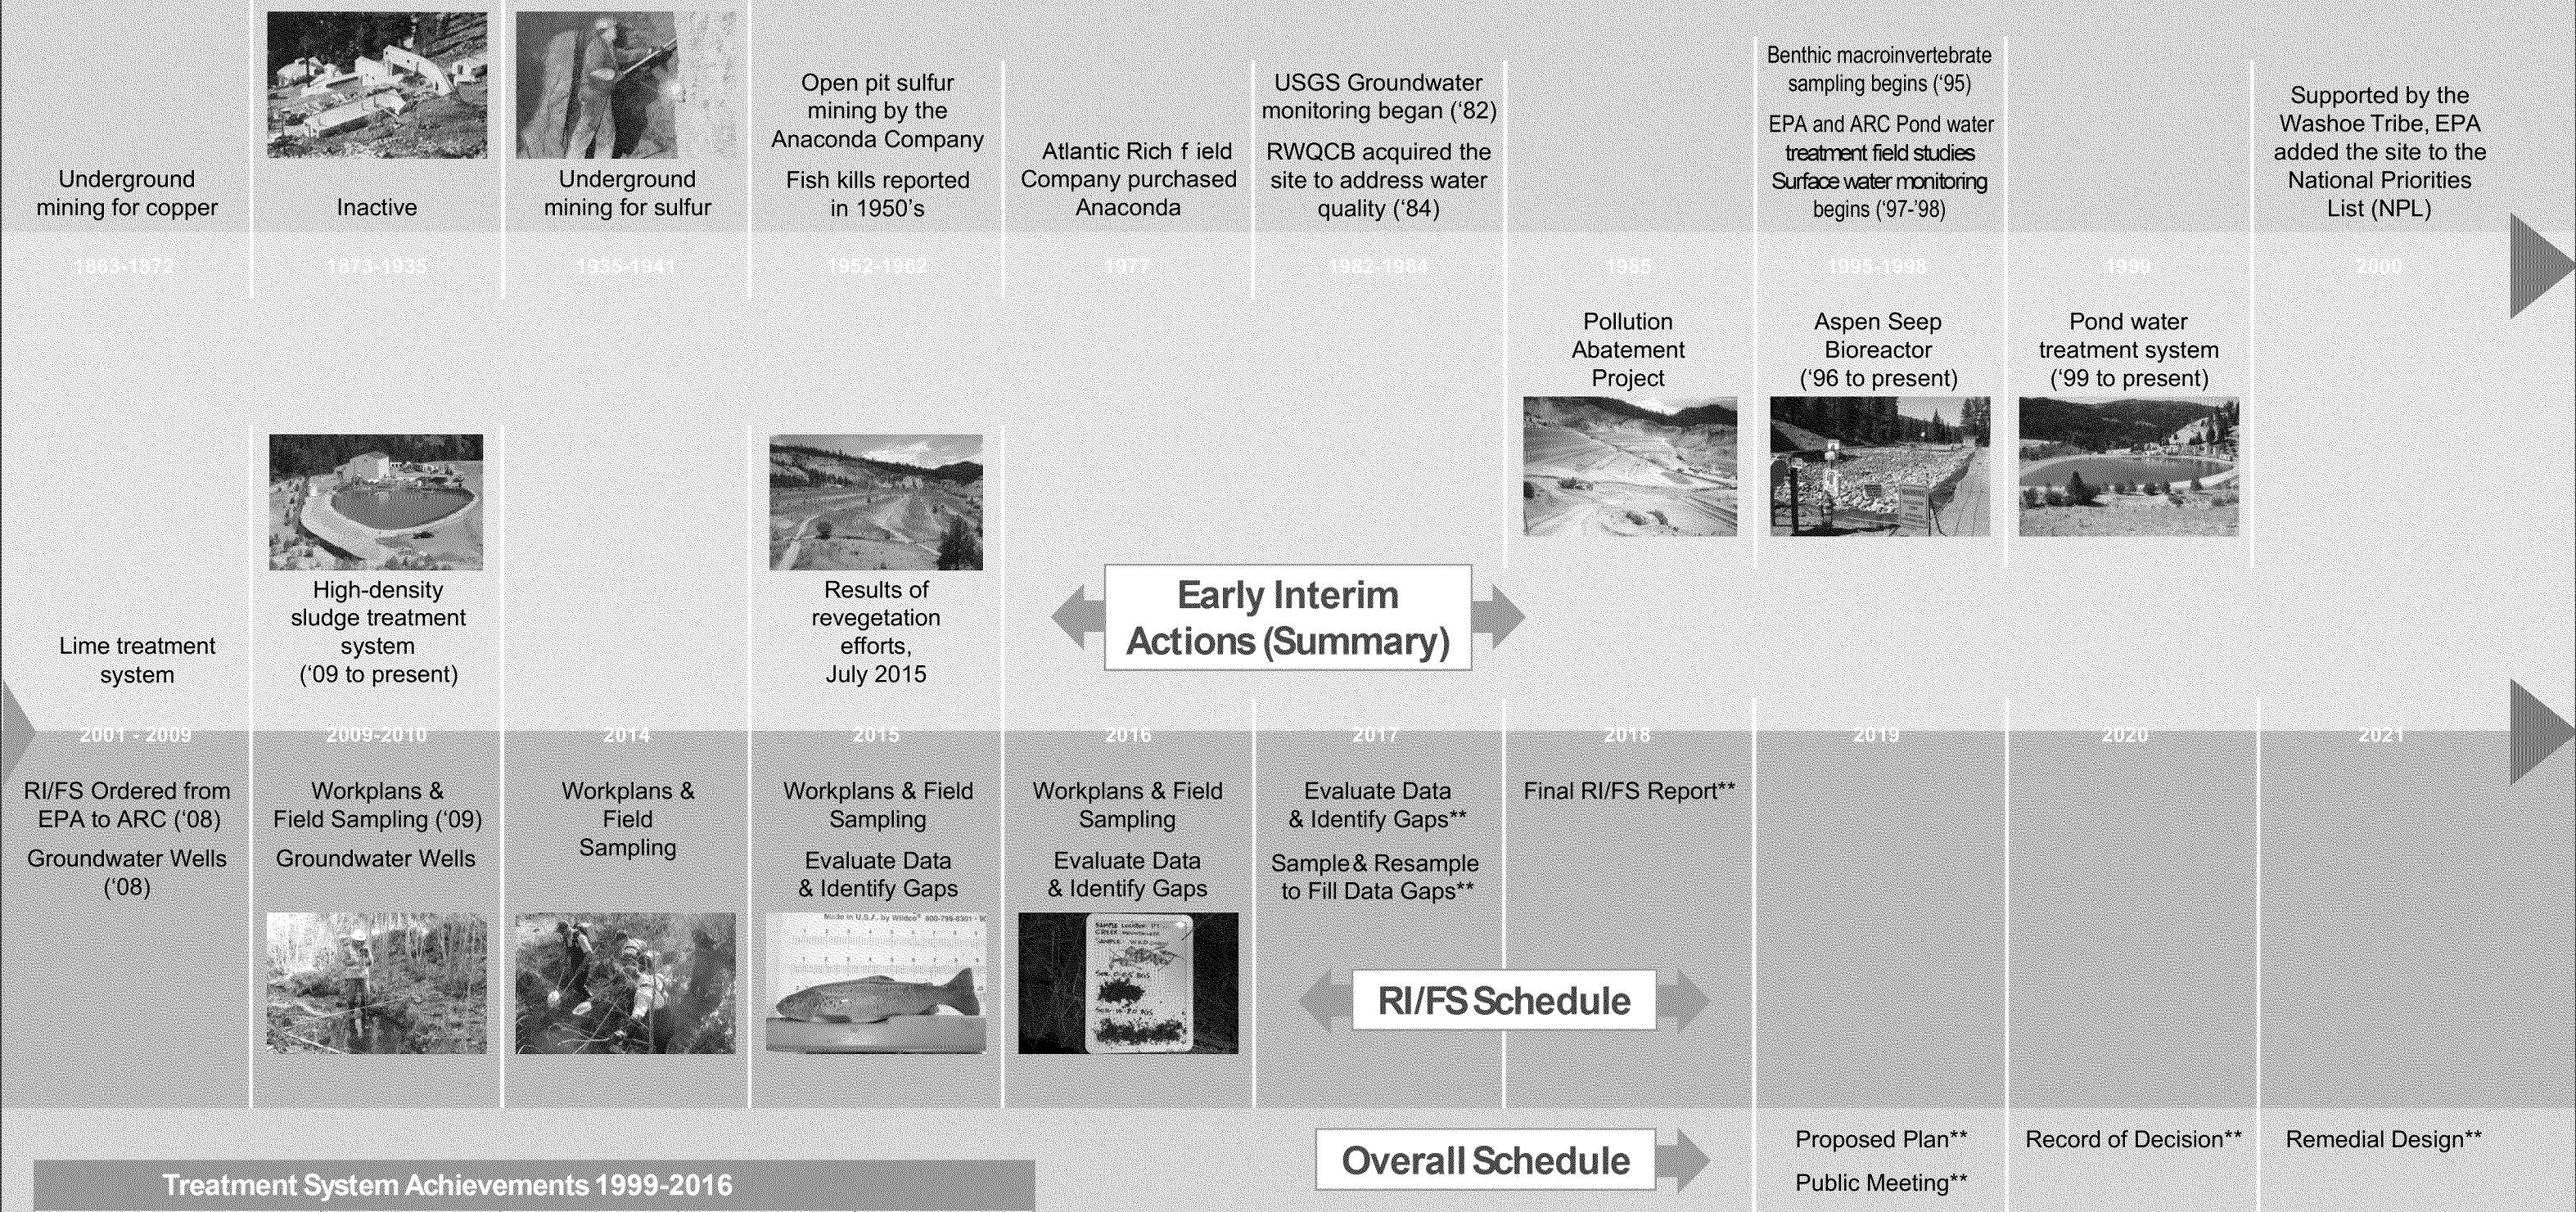 Underground
mining for copper
Inactive
Underground
mining for sulfur
Open pit sulfur
mining by the
Anaconda Company
Fish kills reported
in 1950’s
Atlantic Rich f ield
Company purchased
Anaconda
USGS Groundwater
monitoring began (‘82)
RWQCB acquired the
site to address water
quality (‘84)
Benthic macroinvertebrate
sampling begins (‘95)
EPA and ARC Pond water
treatment field studies
Surface water monitoring
begins (‘97-’98)
Supported by the
Washoe Tribe, EPA
added the site to the
National Priorities
List (NPL)
1863-1872
1873-1935
1935-1941
1952-1962
1977
1982-1984
1985
1995-1998
1999
2000
Pollution
Abatement
Project
Aspen Seep
Bioreactor
(‘96 to present)
Pond water
treatment system
(‘99 to present)
Lime treatment
system
High-density
sludge treatment
system
(‘09 to present)
Results of
revegetation
efforts,
July 2015
Early Interim
Actions (Summary)
2001 - 2009
2009-2010
2014
2015
2016
2017
2018
2019
2020
2021
RI/FS Ordered from
EPA to ARC (‘08)
Groundwater Wells
(‘08)
Workplans &
Field Sampling (‘09)
Groundwater Wells
Workplans &
Field
Sampling
Workplans & Field
Sampling
Evaluate Data
& Identify Gaps
Made in U.S.A. by Wildco® 800-799-8301
Workplans & Field
Sampling
Evaluate Data
& Identify Gaps
Evaluate Data
& Identify Gaps**
Sample & Resample
to Fill Data Gaps**
Final RI/FS Report**
RI/FS Schedule
Overall Schedule
Proposed Plan**
Public Meeting**
Record of Decision**
Remedial Design**
Treatment System Achievements 1999-2016